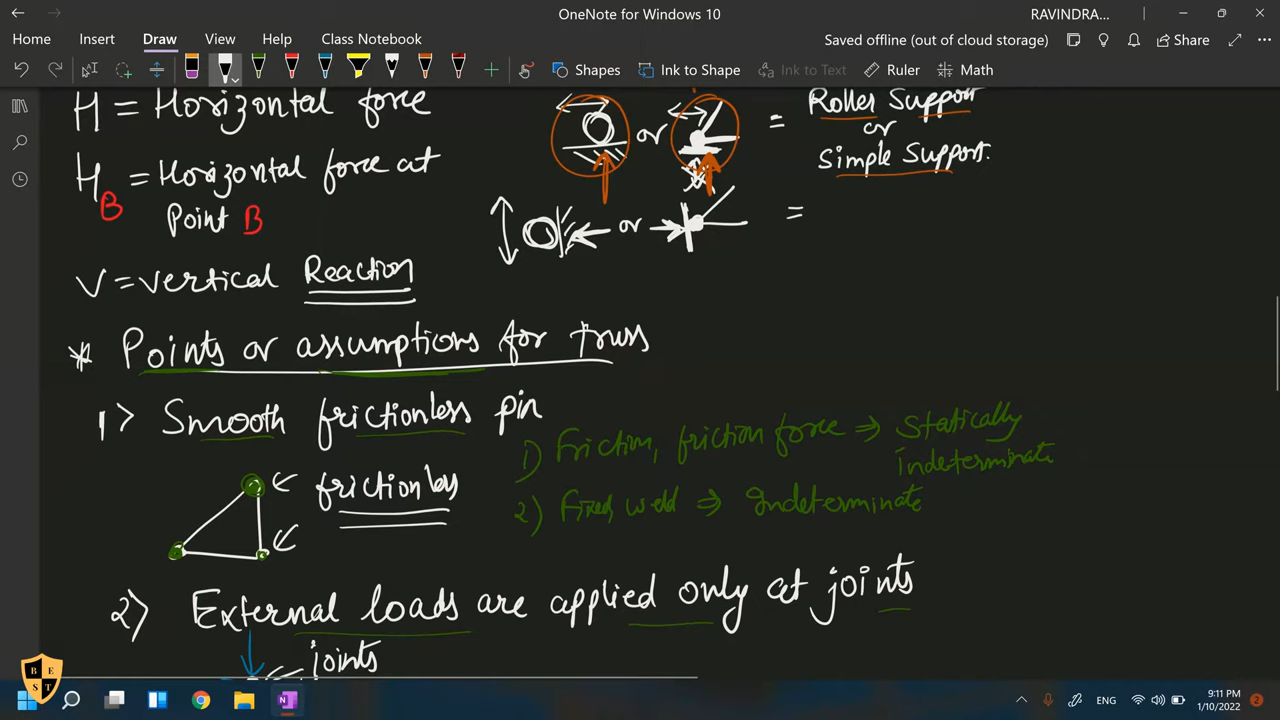 OneNote for Windows 10
RAVINDRA...
Home Insert Draw View Help Class Notebook
Saved offline (out of cloud storage) Share
Shapes Ink to Shape Ink to Text Ruler Math
H = Horizontal force
or = Roller Support
or
Simple Support.
H_B = Horizontal force at
Point B
or =
V = vertical Reaction
* Points or assumptions for truss
1> Smooth frictionless pin
1) Friction, friction force ⇒ Statically
indeterminate
frictionless
2) Fixed, weld ⇒ Indeterminate
2) External loads are applied only at joints
joints
BEST
ENG
9:11 PM
1/10/2022
2